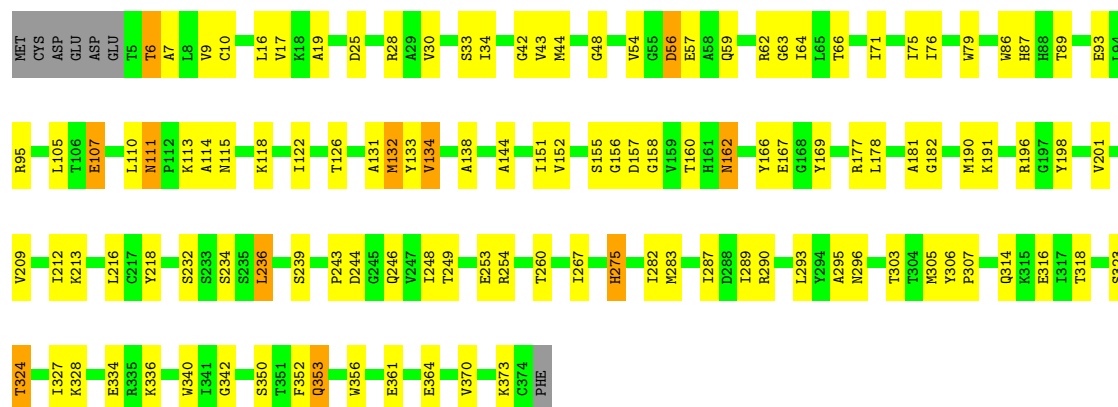 MET CYS ASP GLU ASP GLU T5 T6 A7 L8 V9 C10 L16 V17 K18 A19 D25 R28 A29 V30 S33 I34 G42 V43 M44 G48 V54 G55 D56 E57 A58 Q59 R62 G63 I64 L65 T66 I71 I75 I76 W79 W86 H87 H88 T89 E93 L94
R95 L105 T106 E107 L110 N111 P112 K113 A114 N115 K118 I122 T126 A131 M132 Y133 V134 A138 A144 I151 V152 S155 G156 D157 G158 V159 T160 H161 N162 Y166 E167 G168 Y169 R177 L178 A181 G182 M190 K191 R196 G197 Y198 V201
V209 I212 K213 L216 C217 Y218 S232 S233 S234 S235 L236 S239 P243 D244 G245 Q246 V247 I248 T249 E253 R254 T260 I267 H275 I282 M283 I287 D288 I289 R290 L293 Y294 A295 N296 T303 T304 M305 Y306 P307 Q314 K315 E316 I317 T318 S323
T324 I327 K328 E334 R335 K336 W340 I341 G342 S350 T351 F352 Q353 W356 E361 E364 V370 K373 C374 PHE